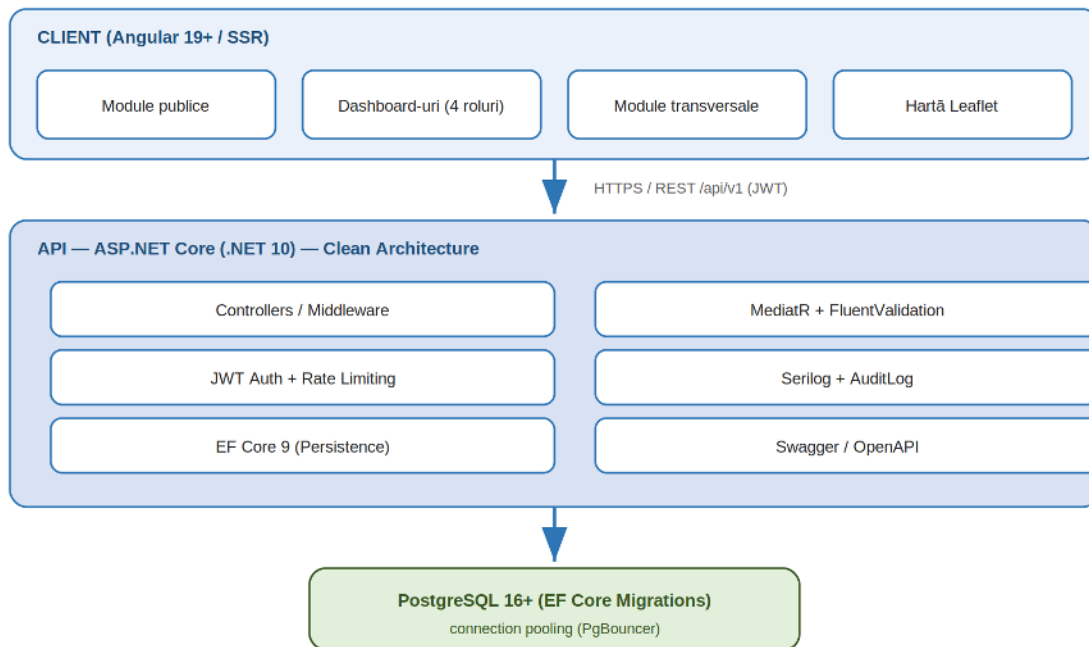 CLIENT (Angular 19+ / SSR)
Module publice
Dashboard-uri (4 roluri)
Module transversale
Hartă Leaflet
HTTPS / REST /api/v1 (JWT)
API — ASP.NET Core (.NET 10) — Clean Architecture
Controllers / Middleware
MediatR + FluentValidation
JWT Auth + Rate Limiting
Serilog + AuditLog
EF Core 9 (Persistence)
Swagger / OpenAPI
PostgreSQL 16+ (EF Core Migrations)
connection pooling (PgBouncer)